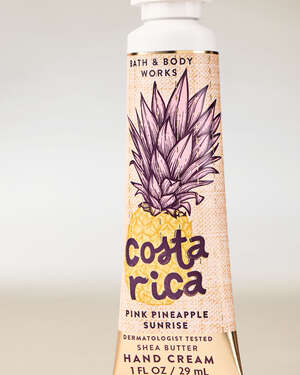 BATH & BODY
WORKS
costa
rica
PINK PINEAPPLE
SUNRISE
DERMATOLOGIST TESTED
SHEA BUTTER
HAND CREAM
1 FL OZ / 29 mL